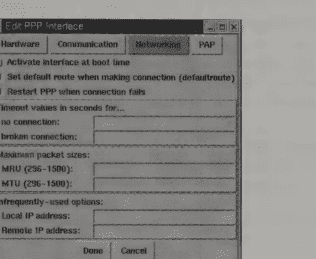 Edit PPP Interface
Hardware Communication Networking PAP
Activate interface at boot time
Set default route when making connection (defaultroute)
Restart PPP when connection fails
Timeout values in seconds for...
no connection:
broken connection:
Maximum packet sizes:
MRU (296-1500):
MTU (296-1500):
Infrequently-used options:
Local IP address:
Remote IP address:
Done Cancel